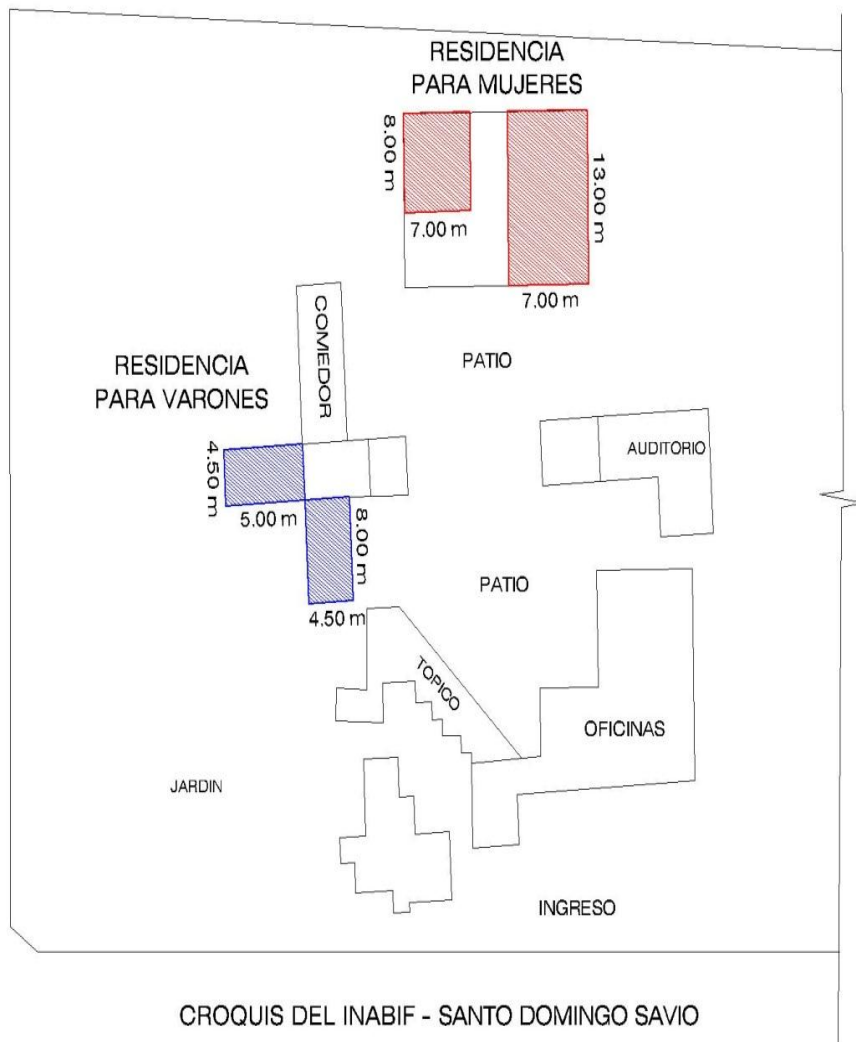 RESIDENCIA
PARA MUJERES
8.00 m
13.00 m
7.00 m
7.00 m
COMEDOR
RESIDENCIA
PARA VARONES
PATIO
AUDITORIO
4.50 m
5.00 m
8.00 m
4.50 m
PATIO
TOPICO
OFICINAS
JARDIN
INGRESO
CROQUIS DEL INABIF - SANTO DOMINGO SAVIO